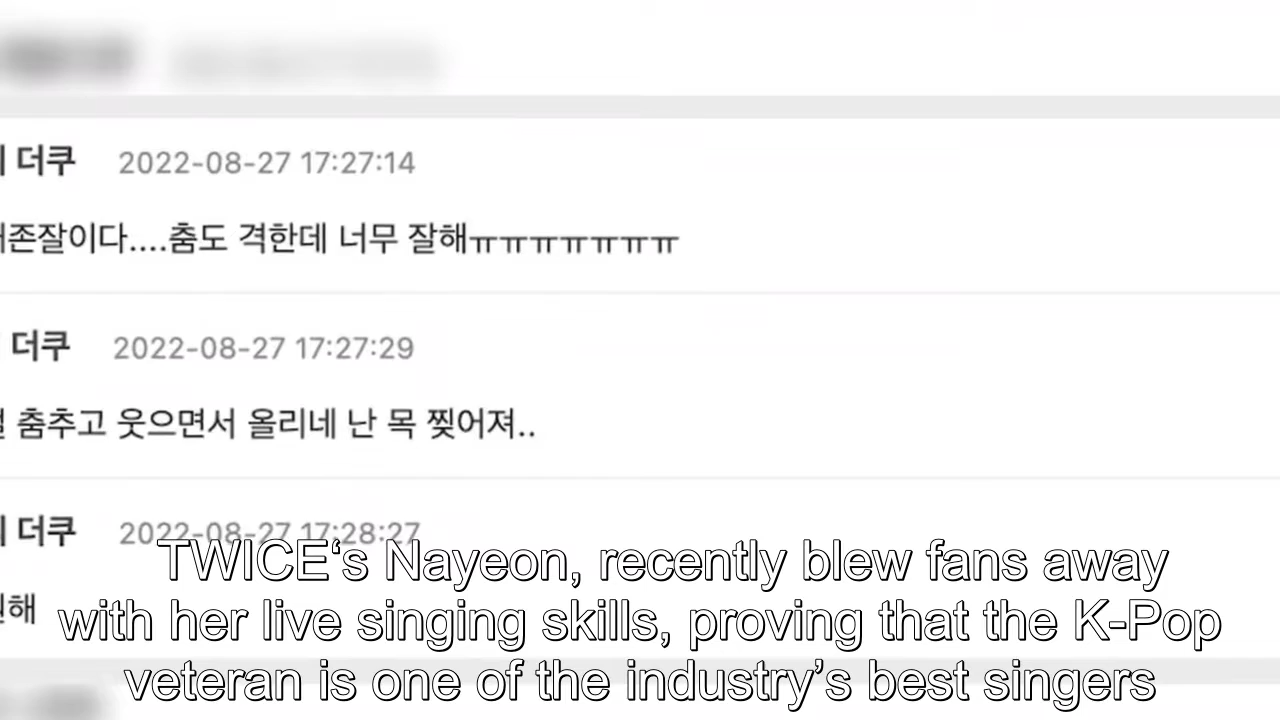 더쿠 2022-08-27 17:27:14
존잘이다....춤도 격한데 너무 잘해ㅠㅠㅠㅠㅠㅠㅠ
더쿠 2022-08-27 17:27:29
춤추고 웃으면서 올리네 난 목 찢어져..
더쿠 2022-08-27 17:28:27
TWICE‘s Nayeon, recently blew fans away
with her live singing skills, proving that the K-Pop
veteran is one of the industry’s best singers